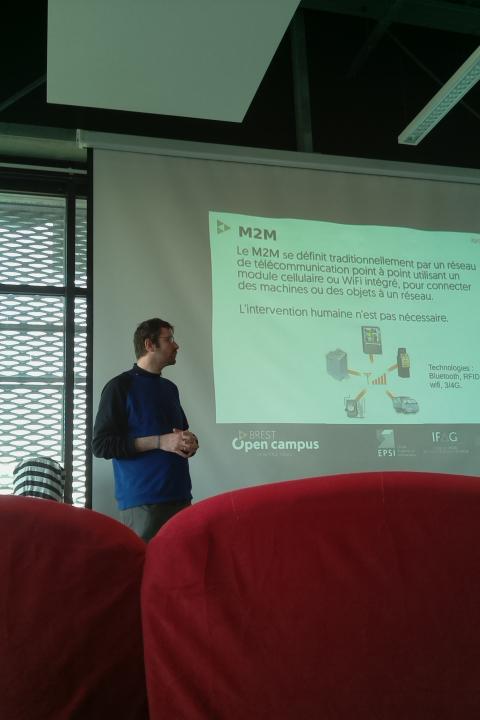 M2M
Le M2M se définit traditionnellement par un réseau
de télécommunication point à point utilisant un
module cellulaire ou WiFi intégré, pour connecter
des machines ou des objets à un réseau.
L'intervention humaine n'est pas nécessaire.
Technologies :
Bluetooth, RFID
wifi, 3/4G.
BREST
Open campus
EPSI
IFAG